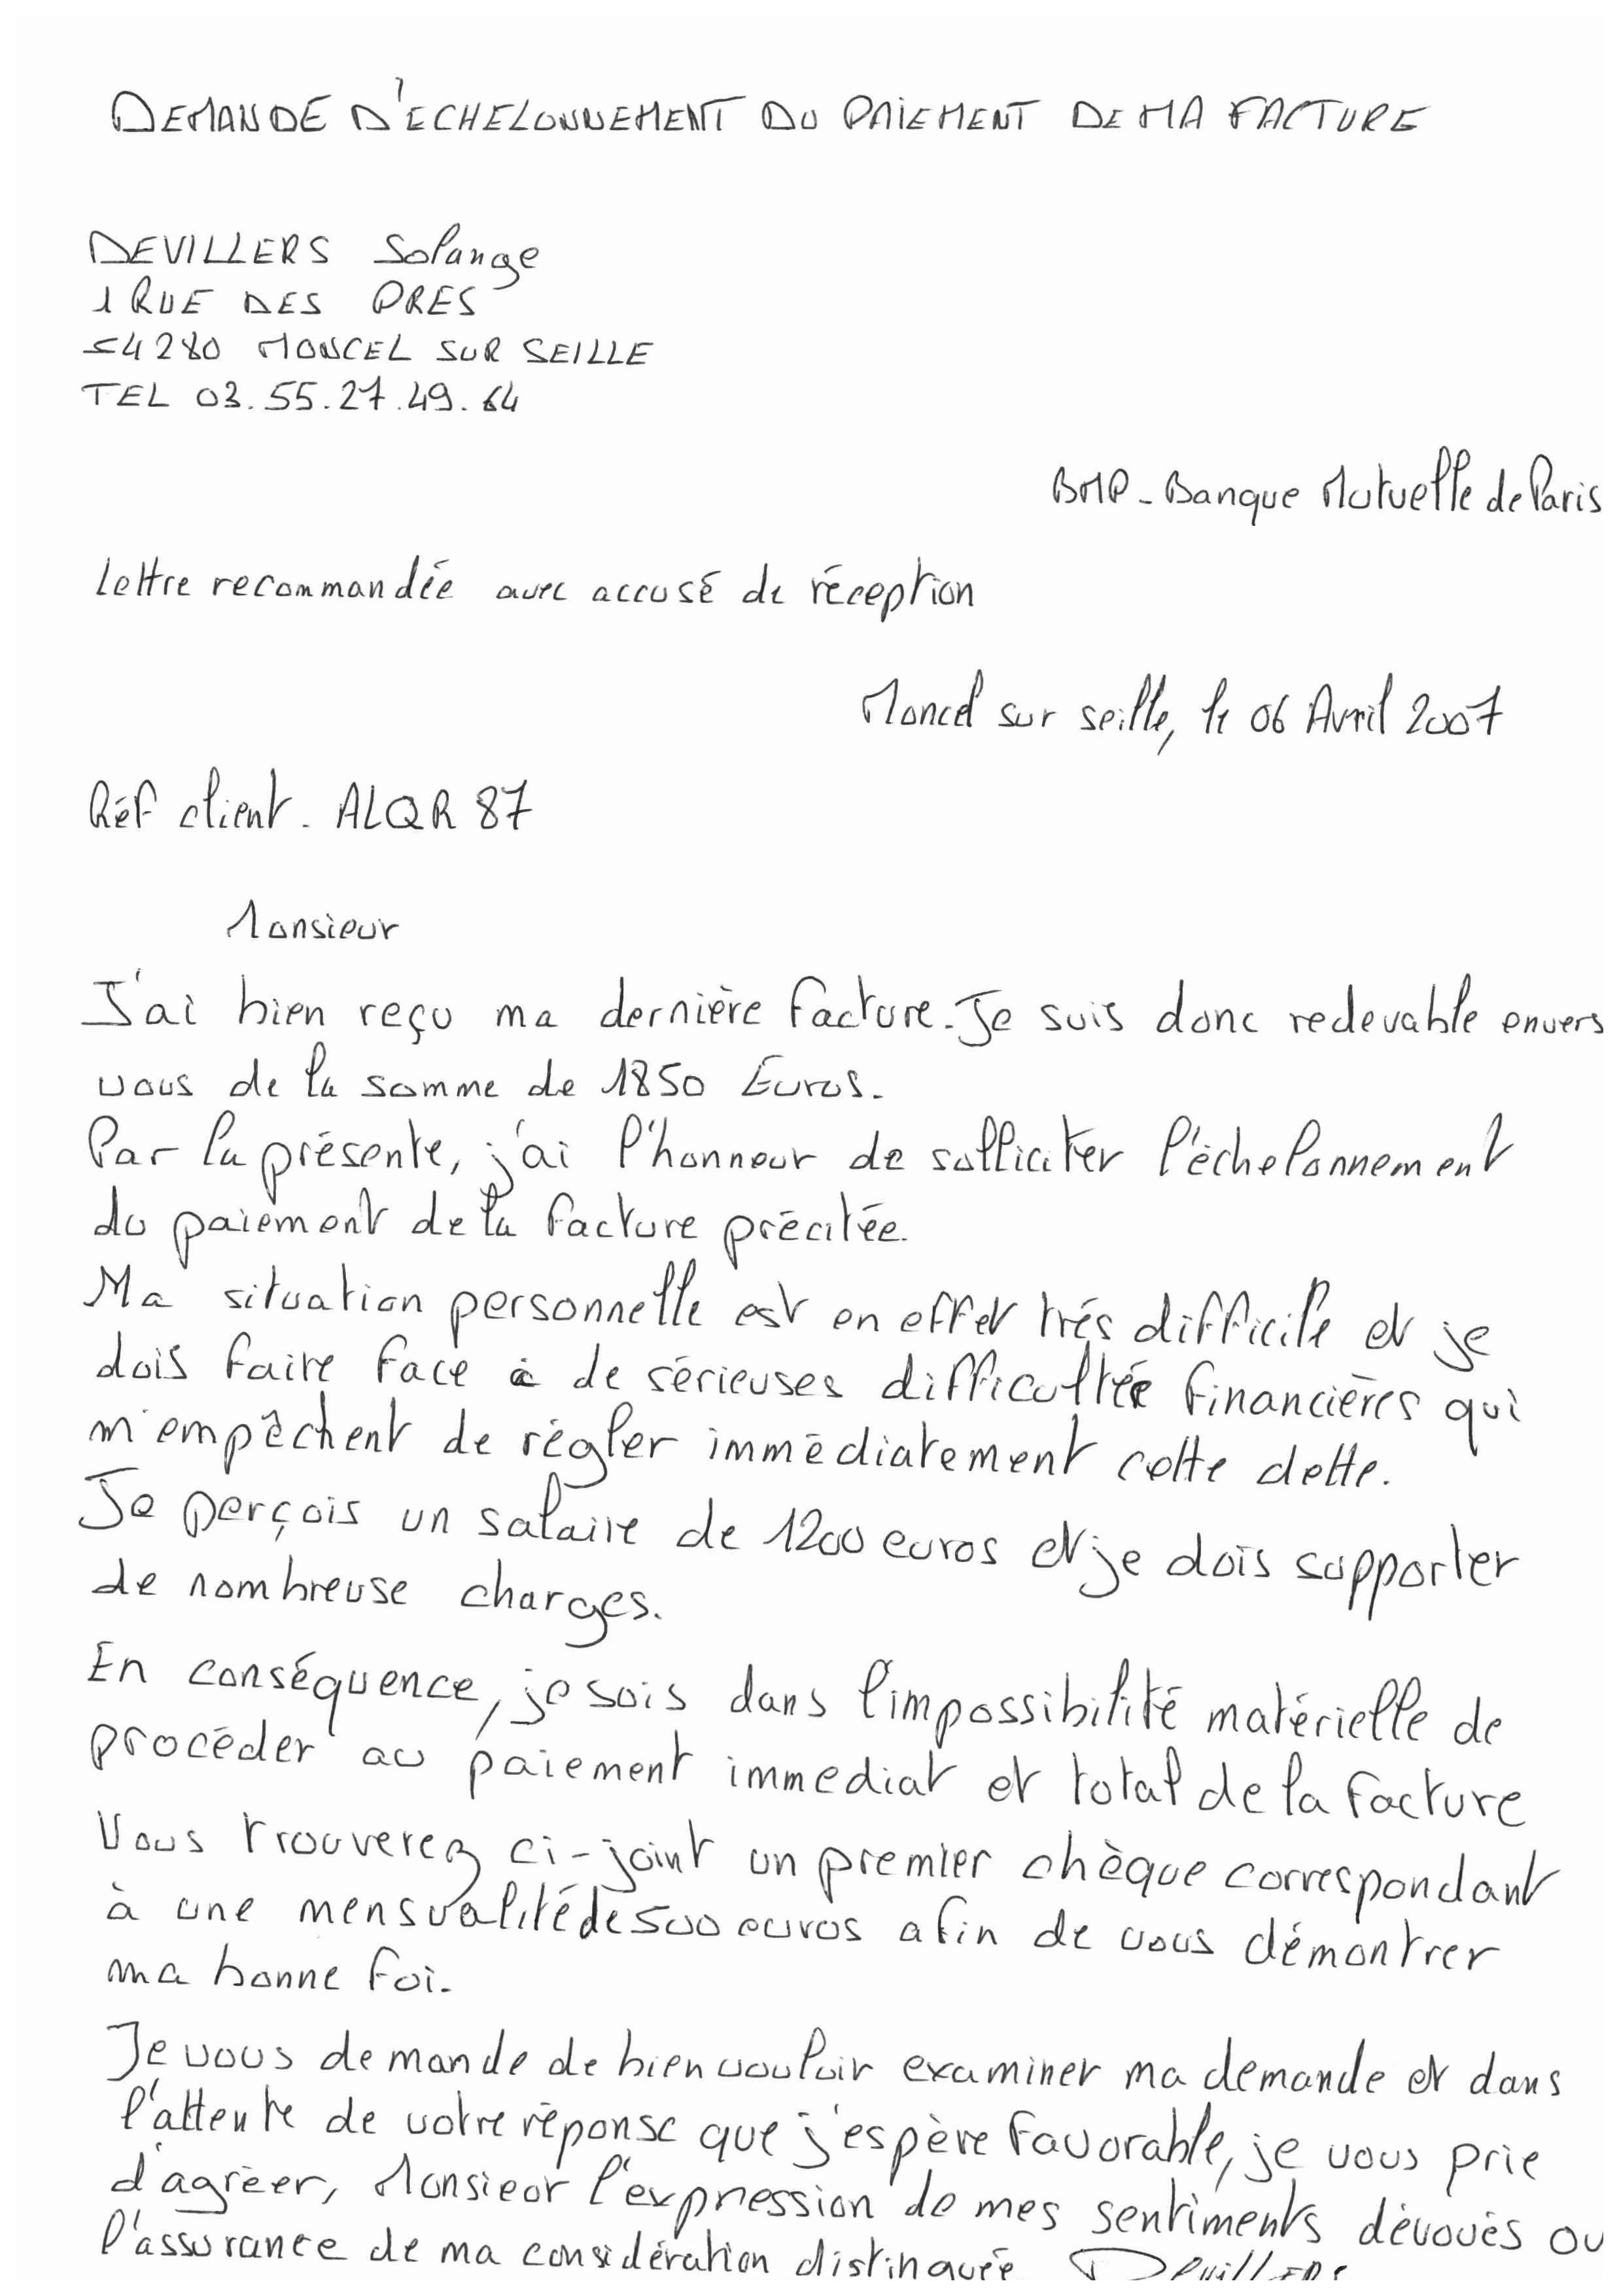 DEMANDE D'ECHELONNEMENT DU PAIEMENT DE MA FACTURE
DEVILLERS Solange
1 RUE DES PRES
54280 MONCEL SUR SEILLE
TEL 03.55.27.49.64
BMP - Banque Mutuelle de Paris
Lettre recommandée avec accusé de réception
Moncel sur seille, le 06 Avril 2007
Réf client. ALQR 87
Monsieur
J'ai bien reçu ma dernière facture. Je suis donc redevable envers
vous de la somme de 1850 Euros.
Par la présente, j'ai l'honneur de solliciter l'échelonnement
du paiement de la facture précitée.
Ma situation personnelle est en effet trés difficile et je
dois faire face à de sérieuses difficultés financières qui
m'empêchent de régler immédiatement cette dette.
Je perçois un salaire de 1200 euros et je dois supporter
de nombreuse charges.
En conséquence, je suis dans l'impossibilité matérielle de
procéder au paiement immediat et total de la facture
Vous trouverez ci-joint un premier chèque correspondant
à une mensualité de 500 euros afin de vous démontrer
ma bonne foi.
Je vous demande de bien vouloir examiner ma demande et dans
l'attente de votre réponse que j'espère favorable, je vous prie
d'agréer, Monsieur l'expression de mes sentiments dévoués ou
l'assurance de ma considération distinguée Devillers